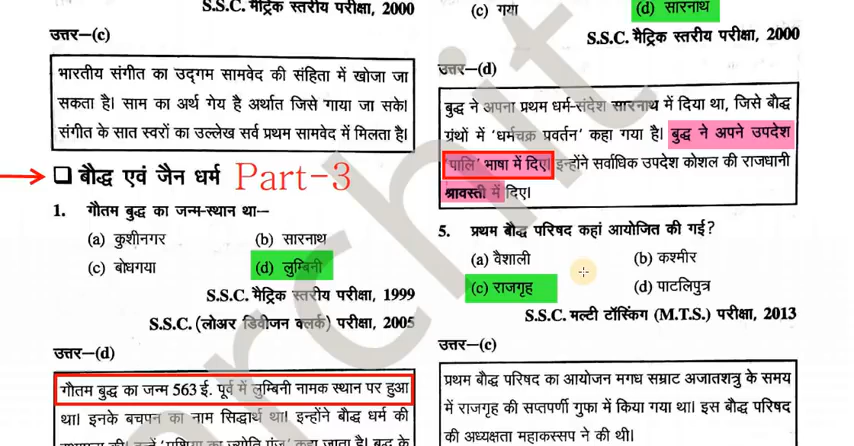 S.S.C. मैट्रिक स्तरीय परीक्षा, 2000
उत्तर–(c)
भारतीय संगीत का उद्गम सामवेद की संहिता में खोजा जा
सकता है। साम का अर्थ गेय है अर्थात जिसे गाया जा सके।
संगीत के सात स्वरों का उल्लेख सर्व प्रथम सामवेद में मिलता है।
❑ बौद्ध एवं जैन धर्म Part-3
1. गौतम बुद्ध का जन्म-स्थान था–
(a) कुशीनगर (b) सारनाथ
(c) बोधगया (d) लुम्बिनी
S.S.C. मैट्रिक स्तरीय परीक्षा, 1999
S.S.C. (लोअर डिवीजन क्लर्क) परीक्षा, 2005
उत्तर–(d)
गौतम बुद्ध का जन्म 563 ई. पूर्व में लुम्बिनी नामक स्थान पर हुआ
था। इनके बचपन का नाम सिद्धार्थ था। इन्होंने बौद्ध धर्म की
(c) गया (d) सारनाथ
S.S.C. मैट्रिक स्तरीय परीक्षा, 2000
उत्तर–(d)
बुद्ध ने अपना प्रथम धर्म-संदेश सारनाथ में दिया था, जिसे बौद्ध
ग्रंथों में 'धर्मचक्र प्रवर्तन' कहा गया है। बुद्ध ने अपने उपदेश
'पालि' भाषा में दिए। इन्होंने सर्वाधिक उपदेश कोशल की राजधानी
श्रावस्ती में दिए।
5. प्रथम बौद्ध परिषद कहां आयोजित की गई?
(a) वैशाली (b) कश्मीर
(c) राजगृह (d) पाटलिपुत्र
S.S.C. मल्टी टॉस्किंग (M.T.S.) परीक्षा, 2013
उत्तर–(c)
प्रथम बौद्ध परिषद का आयोजन मगध सम्राट अजातशत्रु के समय
में राजगृह की सप्तपर्णी गुफा में किया गया था। इस बौद्ध परिषद
की अध्यक्षता महाकस्सप ने की थी।